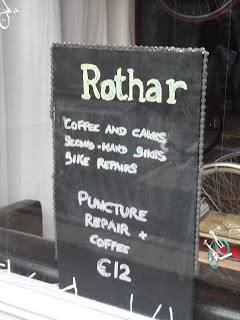 Rothar
COFFEE AND CAKES
SECOND-HAND BIKES
BIKE REPAIRS
PUNCTURE
REPAIR +
COFFEE
€12